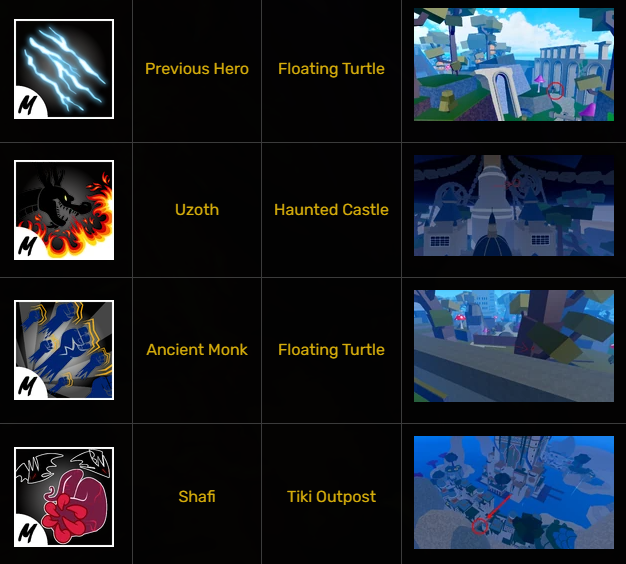 M
Previous Hero
Floating Turtle
M
Uzoth
Haunted Castle
M
Ancient Monk
Floating Turtle
M
Shafi
Tiki Outpost